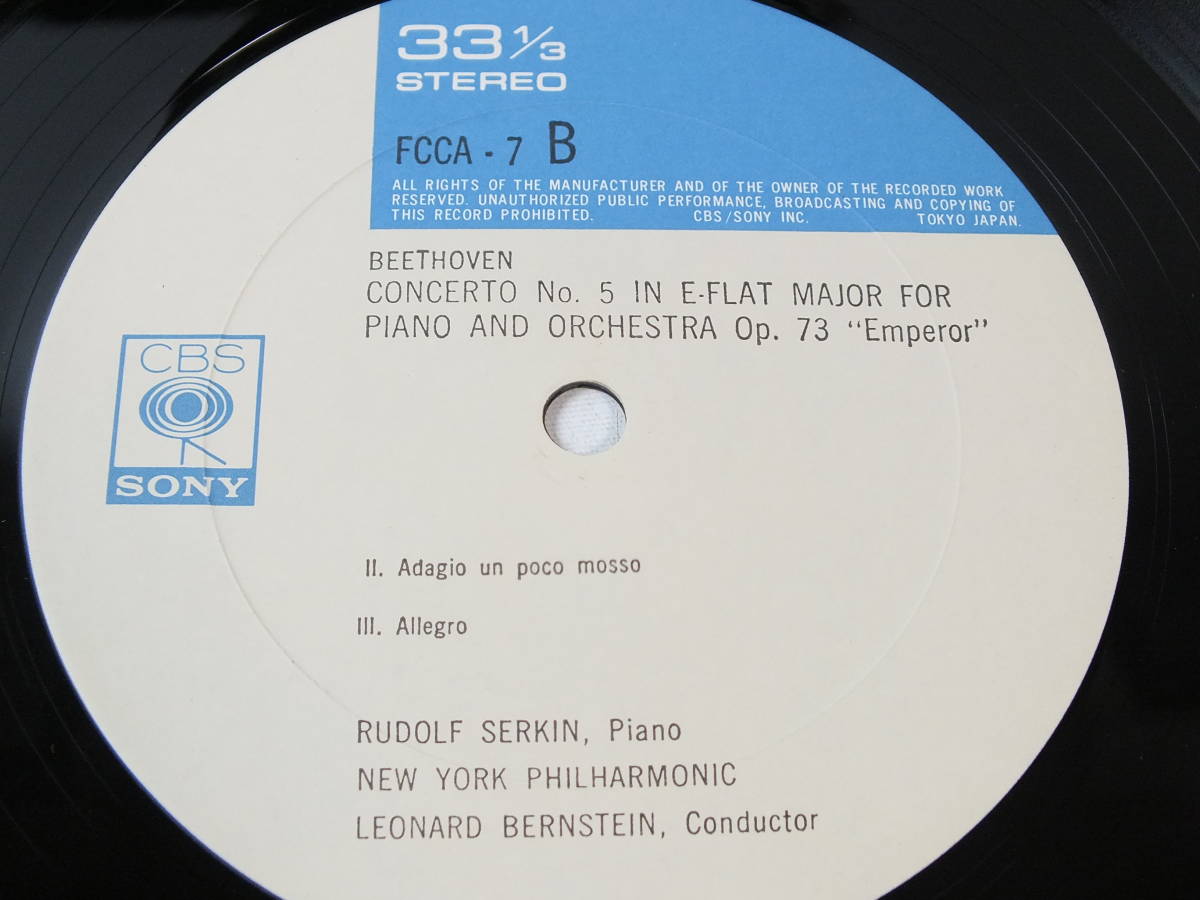 33 1/3
STEREO
FCCA - 7 B
ALL RIGHTS OF THE MANUFACTURER AND OF THE OWNER OF THE RECORDED WORK
RESERVED. UNAUTHORIZED PUBLIC PERFORMANCE, BROADCASTING AND COPYING OF
THIS RECORD PROHIBITED. CBS/SONY INC. TOKYO JAPAN.
BEETHOVEN
CONCERTO No. 5 IN E-FLAT MAJOR FOR
PIANO AND ORCHESTRA Op. 73 “Emperor”
CBS
SONY
II. Adagio un poco mosso
III. Allegro
RUDOLF SERKIN, Piano
NEW YORK PHILHARMONIC
LEONARD BERNSTEIN, Conductor